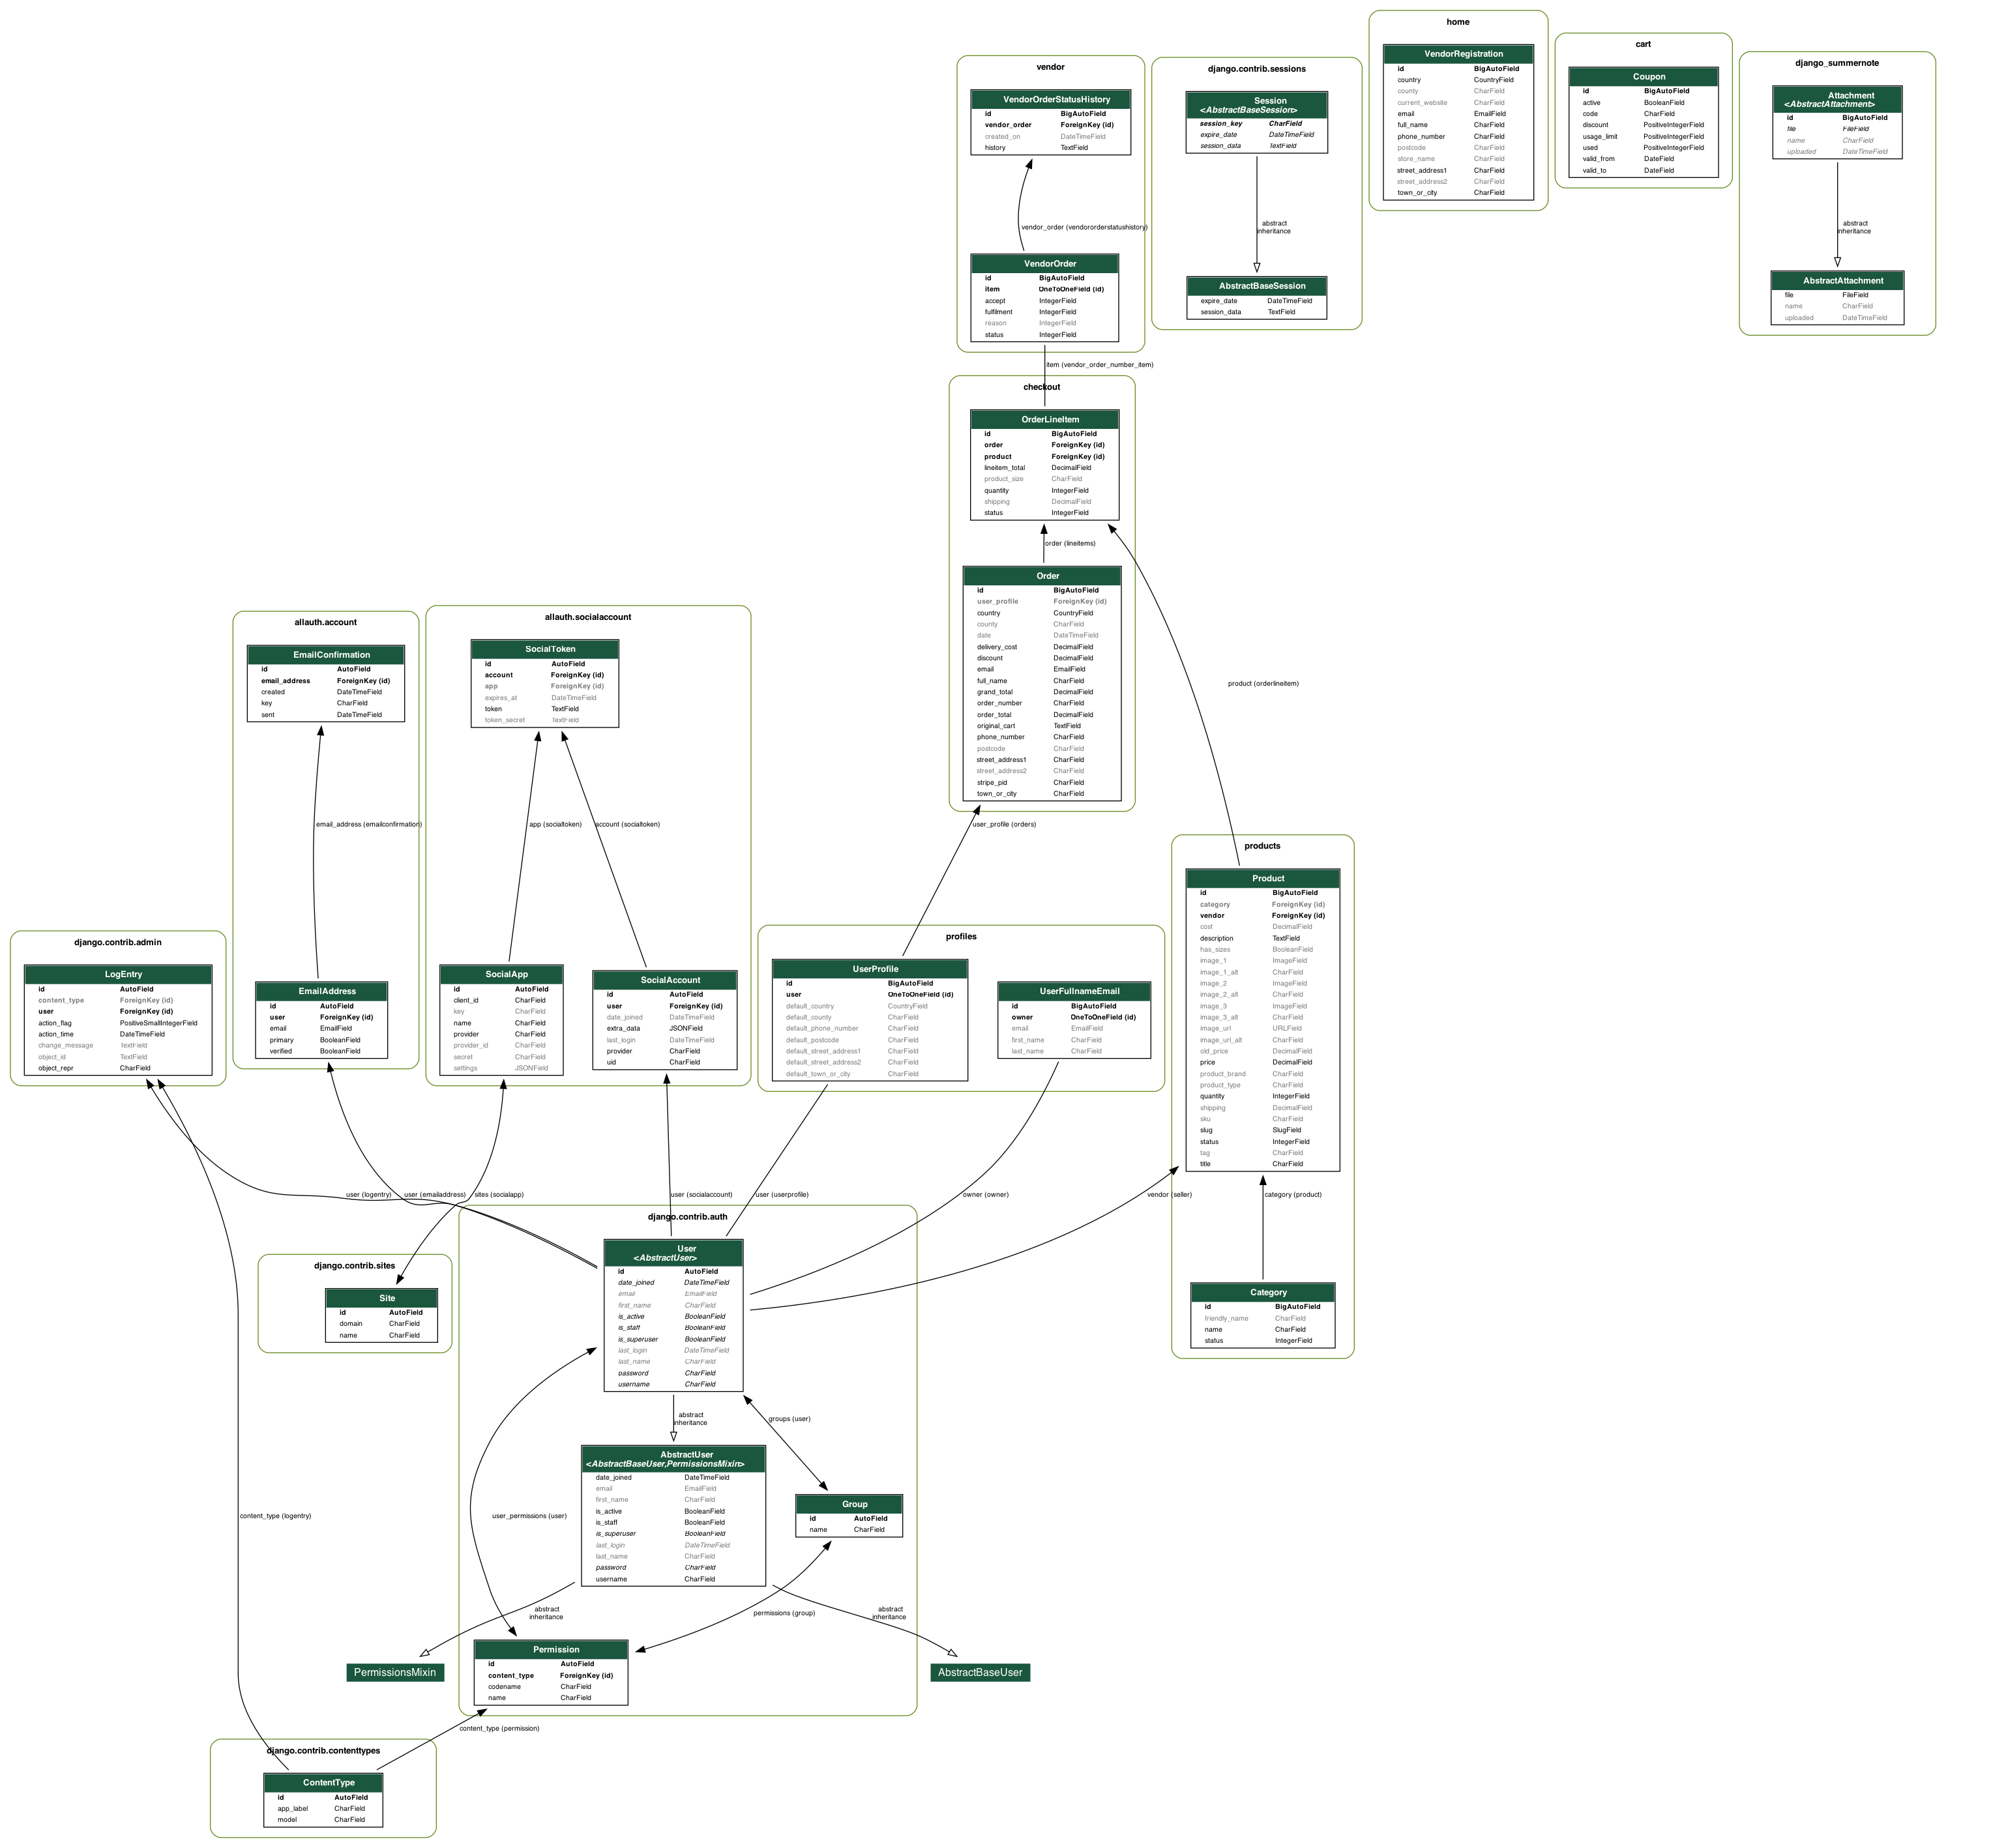 home
VendorRegistration
id BigAutoField
country CountryField
county CharField
current_website CharField
email EmailField
full_name CharField
phone_number CharField
postcode CharField
store_name CharField
street_address1 CharField
street_address2 CharField
town_or_city CharField
cart
Coupon
id BigAutoField
active BooleanField
code CharField
discount PositiveIntegerField
usage_limit PositiveIntegerField
used PositiveIntegerField
valid_from DateField
valid_to DateField
django_summernote
Attachment
<AbstractAttachment>
id BigAutoField
file FileField
name CharField
uploaded DateTimeField
abstract
inheritance
AbstractAttachment
file FileField
name CharField
uploaded DateTimeField
vendor
VendorOrderStatusHistory
id BigAutoField
vendor_order ForeignKey (id)
created_on DateTimeField
history TextField
vendor_order (vendororderstatushistory)
VendorOrder
id BigAutoField
item OneToOneField (id)
accept IntegerField
fulfilment IntegerField
reason IntegerField
status IntegerField
item (vendor_order_number_item)
django.contrib.sessions
Session
<AbstractBaseSession>
session_key CharField
expire_date DateTimeField
session_data TextField
abstract
inheritance
AbstractBaseSession
expire_date DateTimeField
session_data TextField
checkout
OrderLineItem
id BigAutoField
order ForeignKey (id)
product ForeignKey (id)
lineitem_total DecimalField
product_size CharField
quantity IntegerField
shipping DecimalField
status IntegerField
order (lineitems)
Order
id BigAutoField
user_profile ForeignKey (id)
country CountryField
county CharField
date DateTimeField
delivery_cost DecimalField
discount DecimalField
email EmailField
full_name CharField
grand_total DecimalField
order_number CharField
order_total DecimalField
original_cart TextField
phone_number CharField
postcode CharField
street_address1 CharField
street_address2 CharField
stripe_pid CharField
town_or_city CharField
user_profile (orders)
product (orderlineitem)
allauth.account
EmailConfirmation
id AutoField
email_address ForeignKey (id)
created DateTimeField
key CharField
sent DateTimeField
email_address (emailconfirmation)
EmailAddress
id AutoField
user ForeignKey (id)
email EmailField
primary BooleanField
verified BooleanField
allauth.socialaccount
SocialToken
id AutoField
account ForeignKey (id)
app ForeignKey (id)
expires_at DateTimeField
token TextField
token_secret TextField
app (socialtoken)
account (socialtoken)
SocialApp
id AutoField
client_id CharField
key CharField
name CharField
provider CharField
provider_id CharField
secret CharField
settings JSONField
SocialAccount
id AutoField
user ForeignKey (id)
date_joined DateTimeField
extra_data JSONField
last_login DateTimeField
provider CharField
uid CharField
django.contrib.admin
LogEntry
id AutoField
content_type ForeignKey (id)
user ForeignKey (id)
action_flag PositiveSmallIntegerField
action_time DateTimeField
change_message TextField
object_id TextField
object_repr CharField
profiles
UserProfile
id BigAutoField
user OneToOneField (id)
default_country CountryField
default_county CharField
default_phone_number CharField
default_postcode CharField
default_street_address1 CharField
default_street_address2 CharField
default_town_or_city CharField
UserFullnameEmail
id BigAutoField
owner OneToOneField (id)
email EmailField
first_name CharField
last_name CharField
products
Product
id BigAutoField
category ForeignKey (id)
vendor ForeignKey (id)
cost DecimalField
description TextField
has_sizes BooleanField
image_1 ImageField
image_1_alt CharField
image_2 ImageField
image_2_alt CharField
image_3 ImageField
image_3_alt CharField
image_url URLField
image_url_alt CharField
old_price DecimalField
price DecimalField
product_brand CharField
product_type CharField
quantity IntegerField
shipping DecimalField
sku CharField
slug SlugField
status IntegerField
tag CharField
title CharField
category (product)
Category
id BigAutoField
friendly_name CharField
name CharField
status IntegerField
user (logentry)
user (emailaddress)
sites (socialapp)
user (socialaccount)
user (userprofile)
owner (owner)
vendor (seller)
django.contrib.sites
Site
id AutoField
domain CharField
name CharField
django.contrib.auth
User
<AbstractUser>
id AutoField
date_joined DateTimeField
email EmailField
first_name CharField
is_active BooleanField
is_staff BooleanField
is_superuser BooleanField
last_login DateTimeField
last_name CharField
password CharField
username CharField
abstract
inheritance
groups (user)
AbstractUser
<AbstractBaseUser,PermissionsMixin>
date_joined DateTimeField
email EmailField
first_name CharField
is_active BooleanField
is_staff BooleanField
is_superuser BooleanField
last_login DateTimeField
last_name CharField
password CharField
username CharField
Group
id AutoField
name CharField
user_permissions (user)
content_type (logentry)
abstract
inheritance
permissions (group)
abstract
inheritance
PermissionsMixin
Permission
id AutoField
content_type ForeignKey (id)
codename CharField
name CharField
AbstractBaseUser
content_type (permission)
django.contrib.contenttypes
ContentType
id AutoField
app_label CharField
model CharField